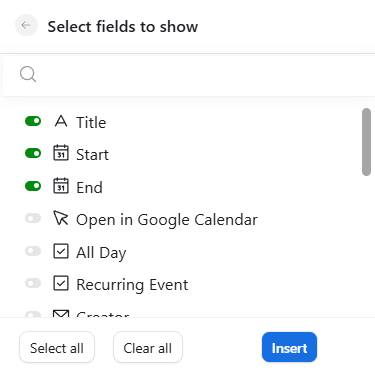 Select fields to show
Title
31 Start
31 End
Open in Google Calendar
All Day
Recurring Event
Creator
Select all
Clear all
Insert